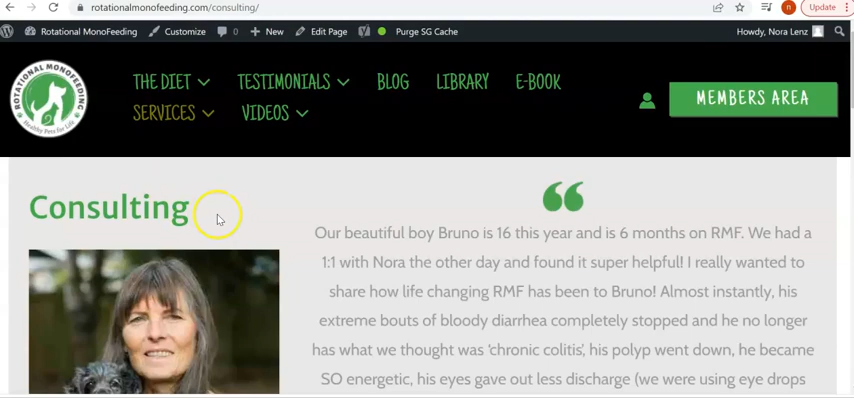 rotationalmonofeeding.com/consulting/
n
Update
Rotational MonoFeeding Customize 0 New Edit Page Purge SG Cache Howdy, Nora Lenz
ROTATIONAL MONOFEEDING
Healthy Pets for Life
THE DIET TESTIMONIALS BLOG LIBRARY E-BOOK
SERVICES VIDEOS
MEMBERS AREA
Consulting
Our beautiful boy Bruno is 16 this year and is 6 months on RMF. We had a
1:1 with Nora the other day and found it super helpful! I really wanted to
share how life changing RMF has been to Bruno! Almost instantly, his
extreme bouts of bloody diarrhea completely stopped and he no longer
has what we thought was ‘chronic colitis’, his polyp went down, he became
SO energetic, his eyes gave out less discharge (we were using eye drops